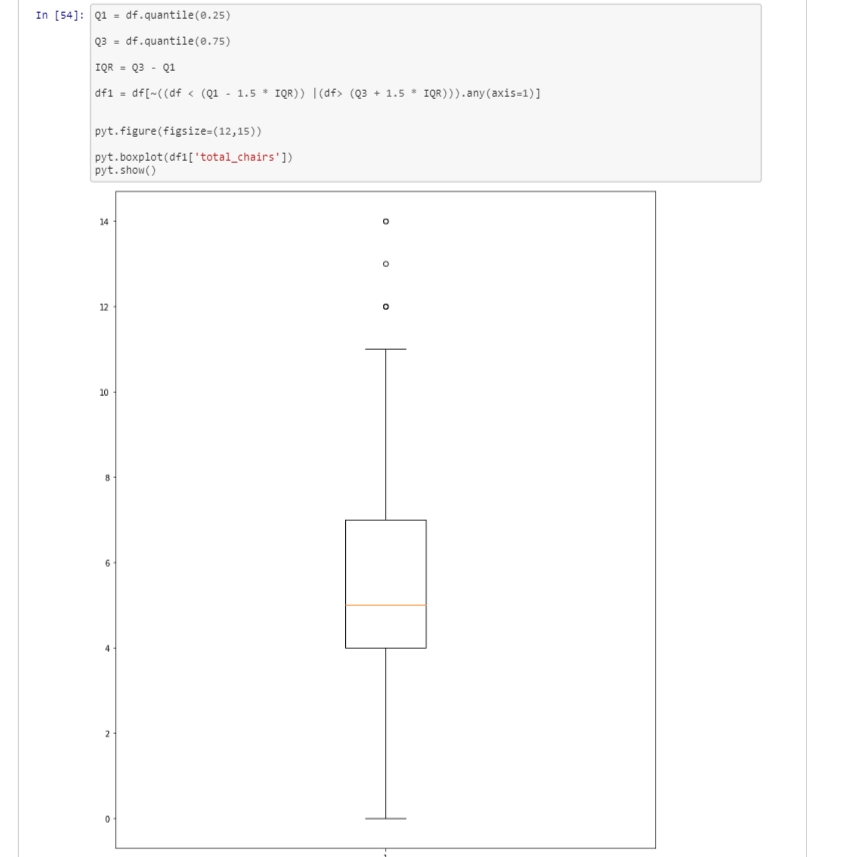 In [54]: Q1 = df.quantile(0.25)
Q3 = df.quantile(0.75)
IQR = Q3 - Q1
df1 = df[~((df < (Q1 - 1.5 * IQR)) |(df> (Q3 + 1.5 * IQR))).any(axis=1)]
pyt.figure(figsize=(12,15))
pyt.boxplot(df1['total_chairs'])
pyt.show()
14
12
10
8
6
4
2
0